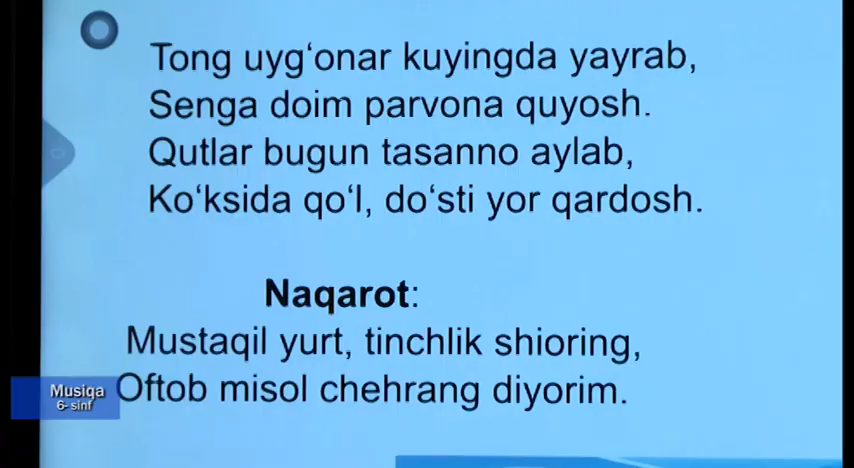 Tong uyg‘onar kuyingda yayrab,
Senga doim parvona quyosh.
Qutlar bugun tasanno aylab,
Ko‘ksida qo‘l, do‘sti yor qardosh.
Naqarot:
Mustaqil yurt, tinchlik shioring,
Oftob misol chehrang diyorim.
Musiqa
6- sinf